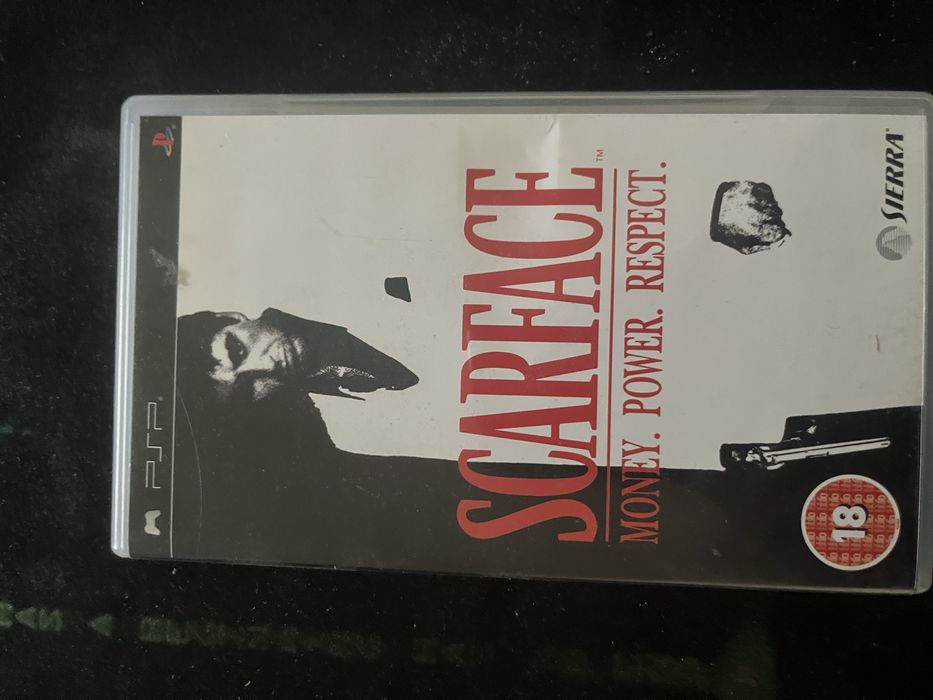 PSP
SCARFACE™
MONEY. POWER. RESPECT.
SIERRA®
18